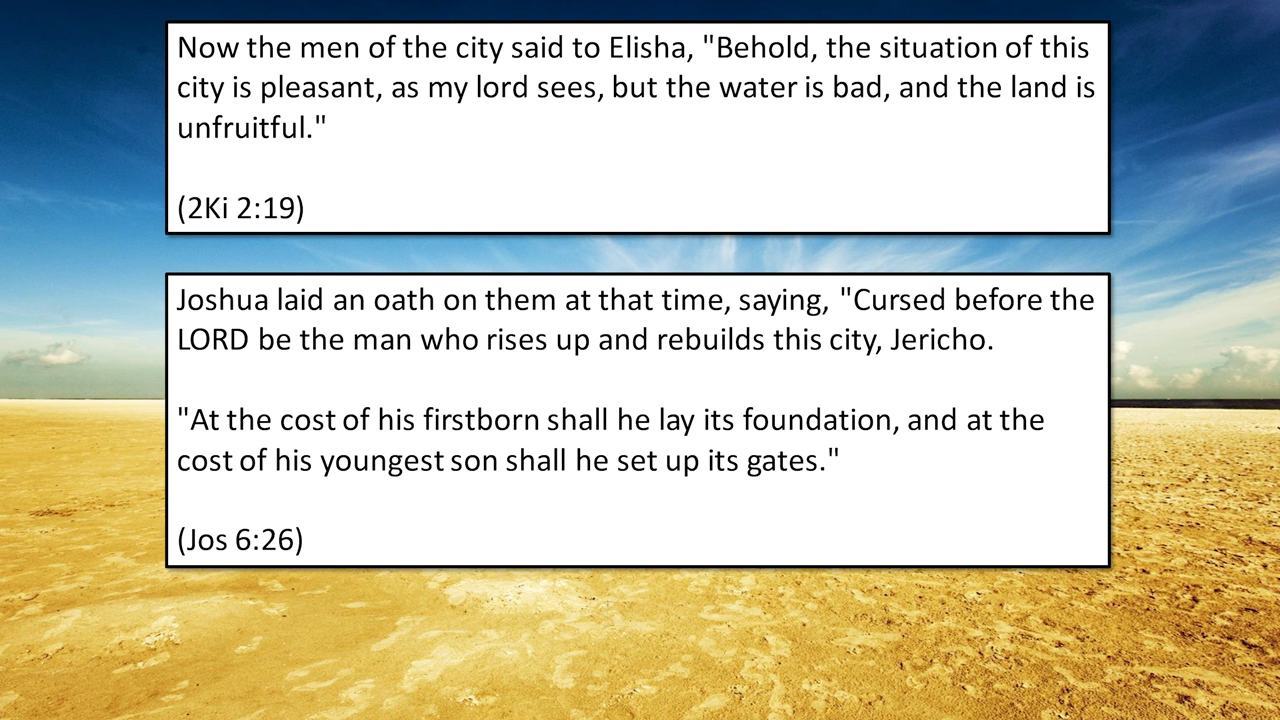 Now the men of the city said to Elisha, "Behold, the situation of this
city is pleasant, as my lord sees, but the water is bad, and the land is
unfruitful."
(2Ki 2:19)
Joshua laid an oath on them at that time, saying, "Cursed before the
LORD be the man who rises up and rebuilds this city, Jericho.
"At the cost of his firstborn shall he lay its foundation, and at the
cost of his youngest son shall he set up its gates."
(Jos 6:26)